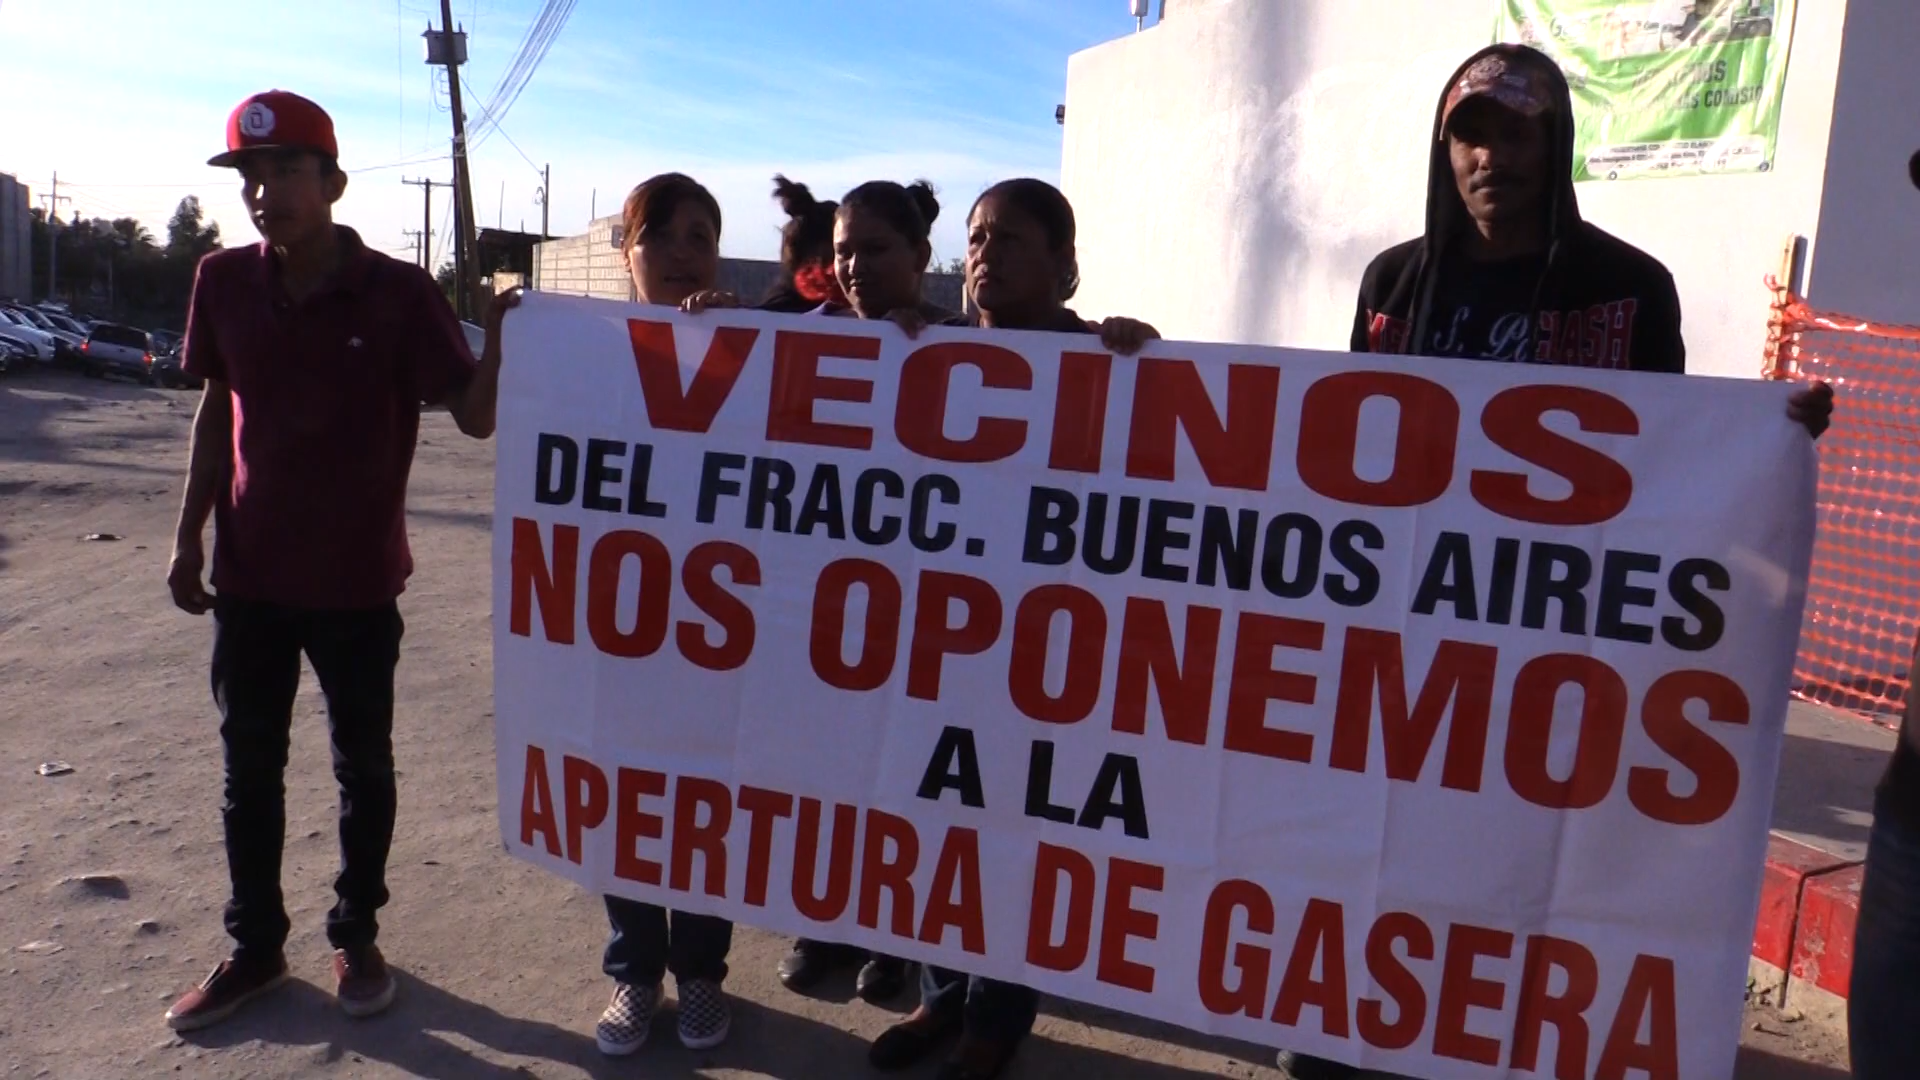 VECINOS
DEL FRACC. BUENOS AIRES
NOS OPONEMOS
A LA
APERTURA DE GASERA